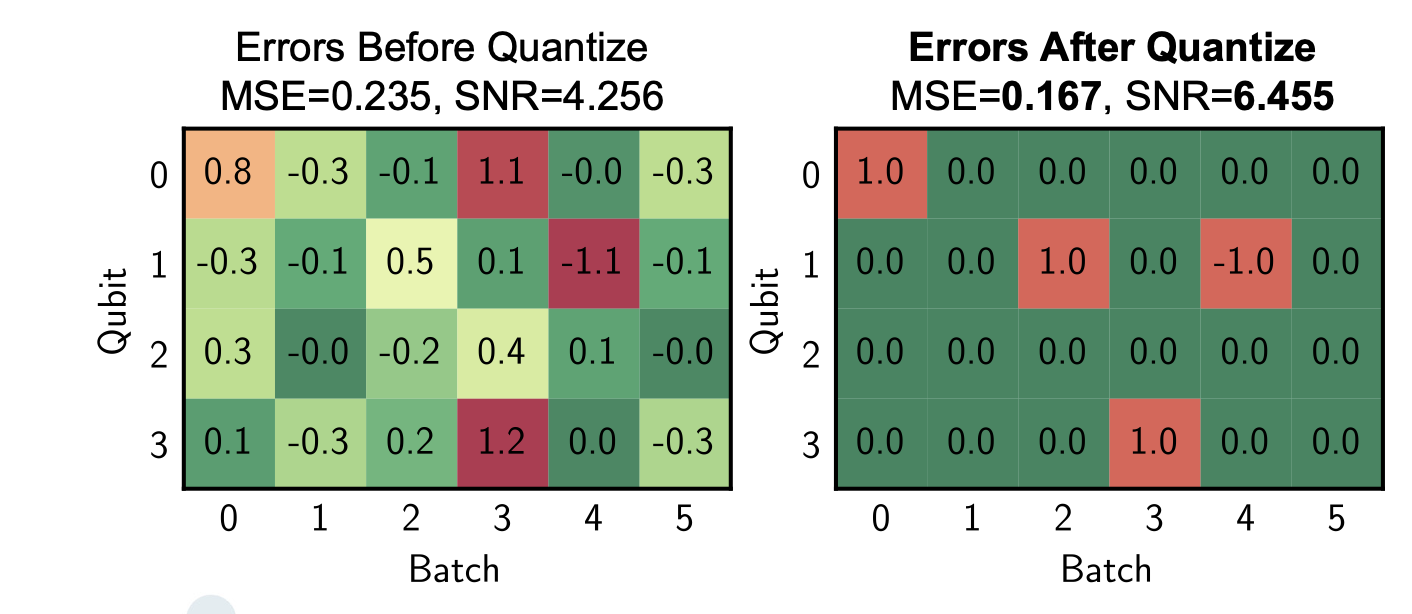 Errors Before Quantize
MSE=0.235, SNR=4.256
0 0.8 -0.3 -0.1 1.1 -0.0 -0.3
1 -0.3 -0.1 0.5 0.1 -1.1 -0.1
2 0.3 -0.0 -0.2 0.4 0.1 -0.0
3 0.1 -0.3 0.2 1.2 0.0 -0.3
Qubit
0 1 2 3 4 5
Batch
Errors After Quantize
MSE=0.167, SNR=6.455
0 1.0 0.0 0.0 0.0 0.0 0.0
1 0.0 0.0 1.0 0.0 -1.0 0.0
2 0.0 0.0 0.0 0.0 0.0 0.0
3 0.0 0.0 0.0 1.0 0.0 0.0
Qubit
0 1 2 3 4 5
Batch